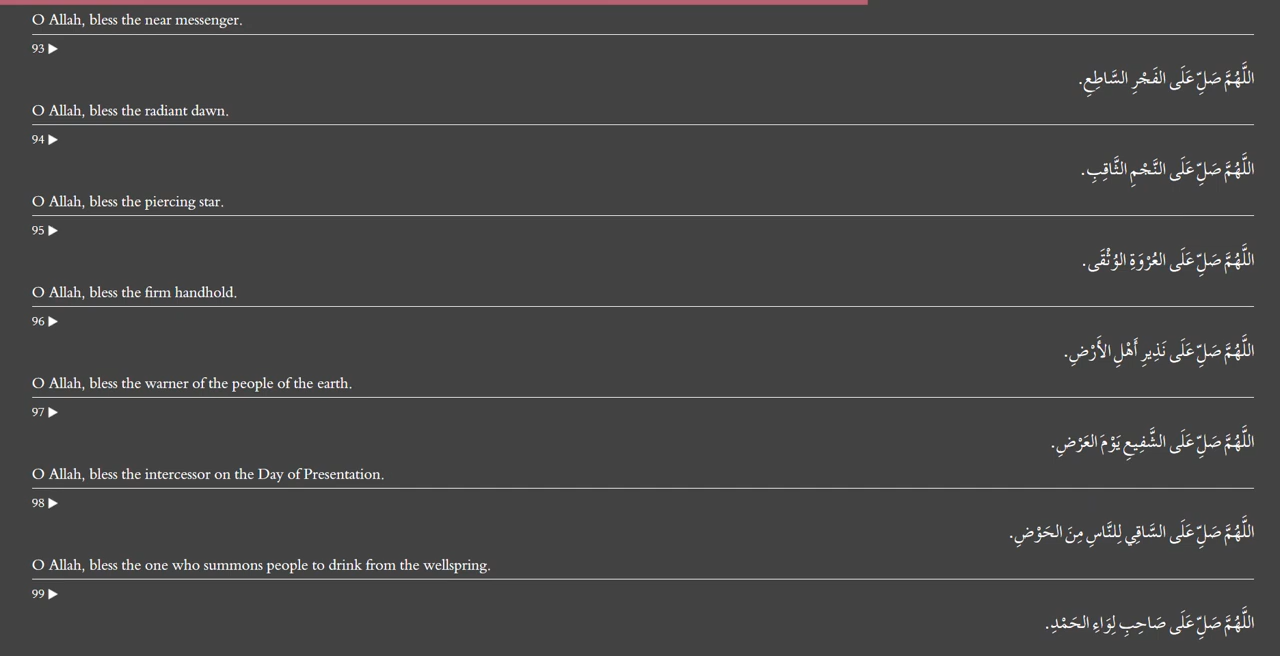 O Allah, bless the near messenger.
93 ▶
اللَّهُمَّ صَلِّ عَلَى الفَجْرِ السَّاطِعِ.
O Allah, bless the radiant dawn.
94 ▶
اللَّهُمَّ صَلِّ عَلَى النَّجْمِ الثَّاقِبِ.
O Allah, bless the piercing star.
95 ▶
اللَّهُمَّ صَلِّ عَلَى العُرْوَةِ الوُثْقَى.
O Allah, bless the firm handhold.
96 ▶
اللَّهُمَّ صَلِّ عَلَى نَذِيرِ أَهْلِ الأَرْضِ.
O Allah, bless the warner of the people of the earth.
97 ▶
اللَّهُمَّ صَلِّ عَلَى الشَّفِيعِ يَوْمَ العَرْضِ.
O Allah, bless the intercessor on the Day of Presentation.
98 ▶
اللَّهُمَّ صَلِّ عَلَى السَّاقِي لِلنَّاسِ مِنَ الحَوْضِ.
O Allah, bless the one who summons people to drink from the wellspring.
99 ▶
اللَّهُمَّ صَلِّ عَلَى صَاحِبِ لِوَاءِ الحَمْدِ.